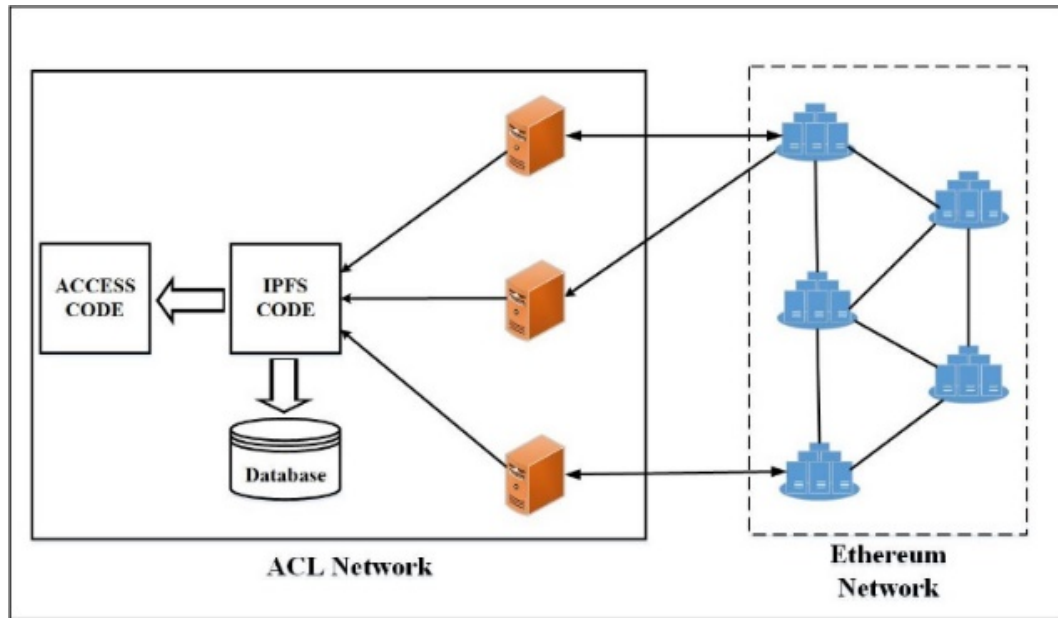 ACCESS
CODE
IPFS
CODE
Database
ACL Network
Ethereum
Network